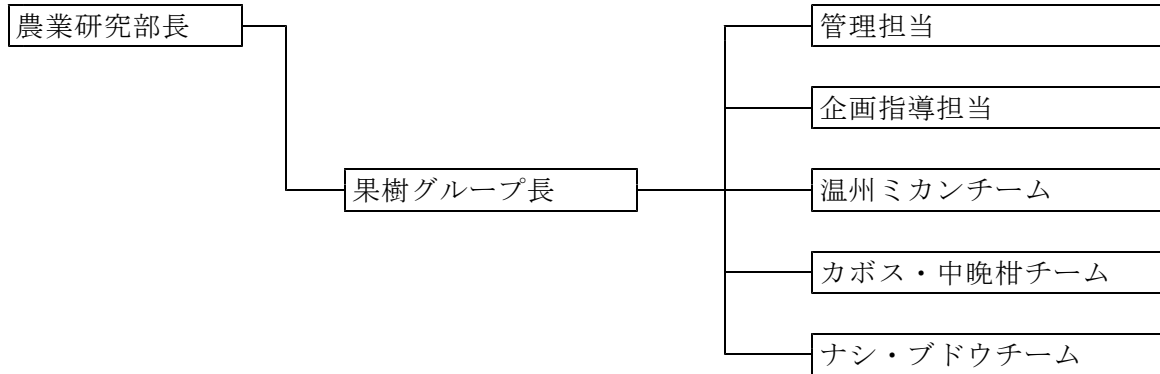 農業研究部長
果樹グループ長
管理担当
企画指導担当
温州ミカンチーム
カボス・中晩柑チーム
ナシ・ブドウチーム